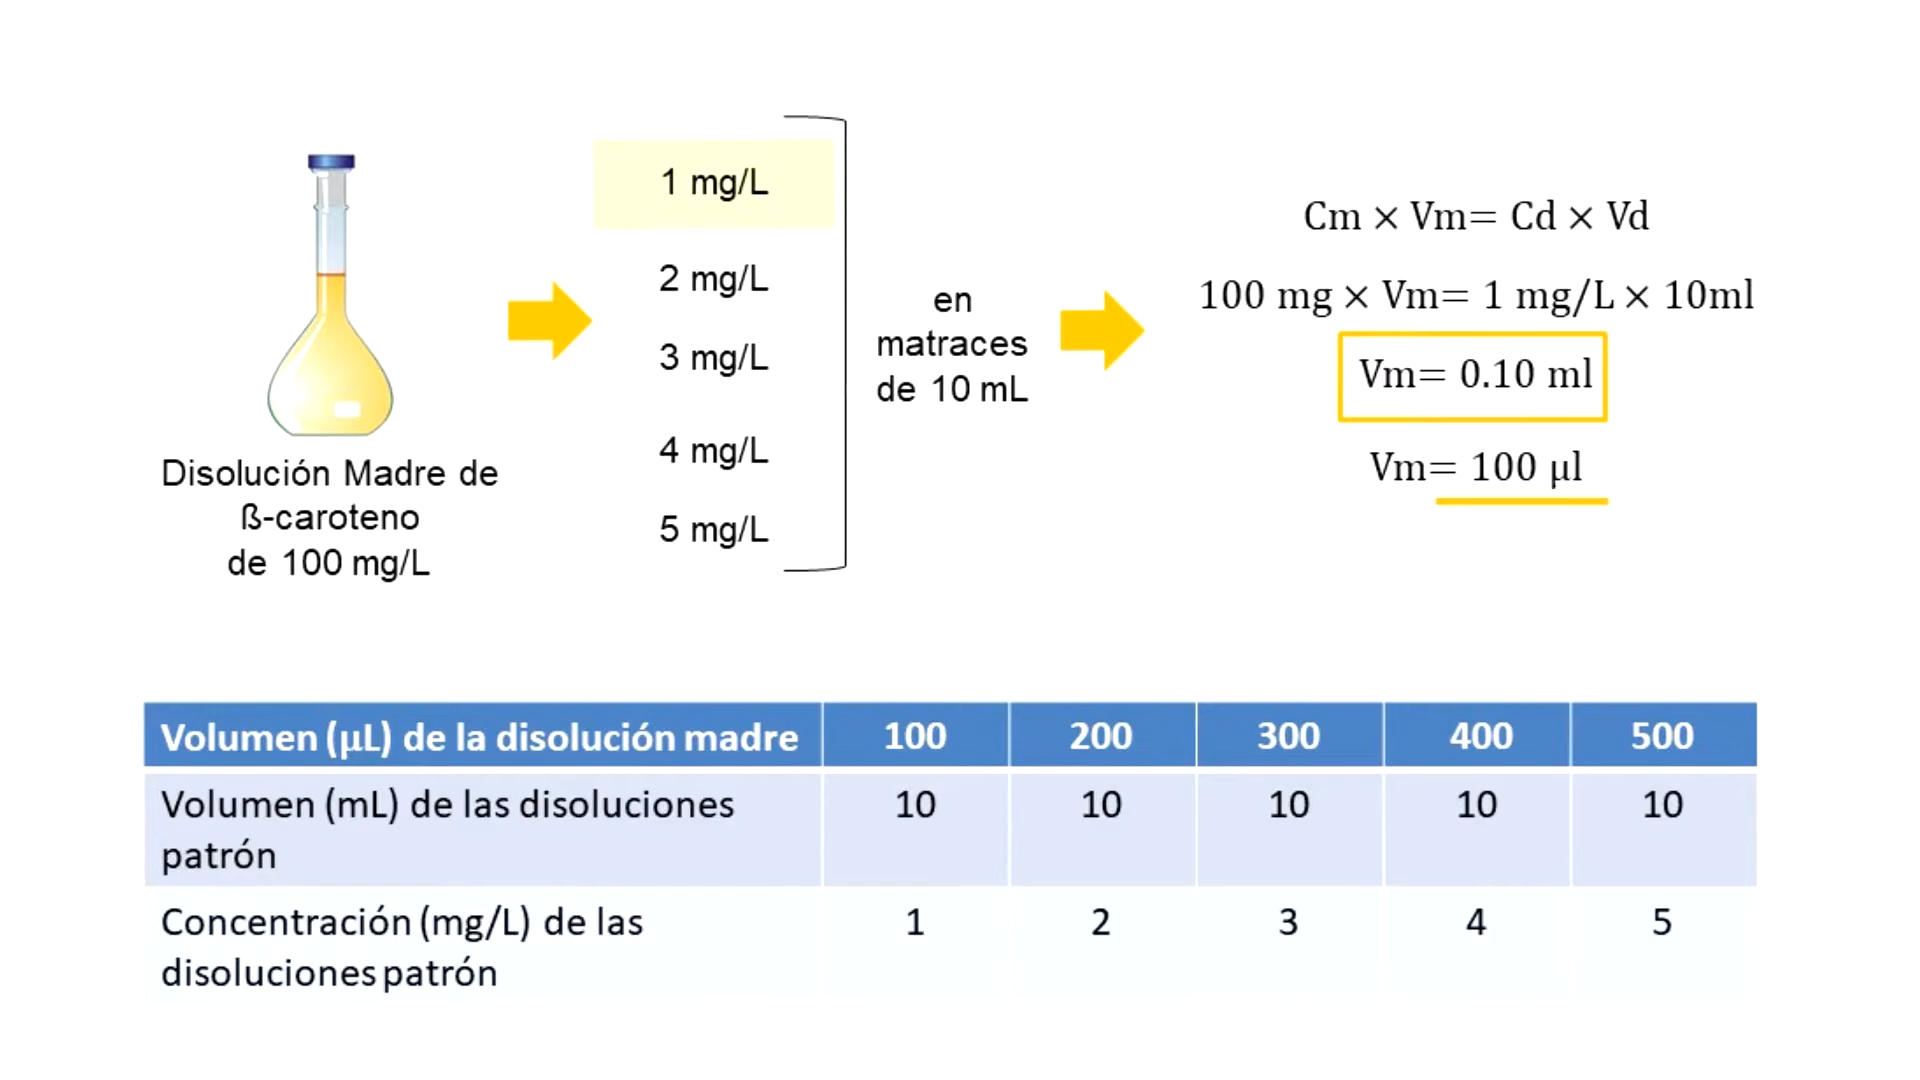 Disolución Madre de
ß-caroteno
de 100 mg/L
1 mg/L
2 mg/L
3 mg/L
4 mg/L
5 mg/L
en
matraces
de 10 mL
Cm × Vm= Cd × Vd
100 mg × Vm= 1 mg/L × 10ml
Vm= 0.10 ml
Vm= 100 µl
Volumen (µL) de la disolución madre 100 200 300 400 500
Volumen (mL) de las disoluciones
patrón
10 10 10 10 10
Concentración (mg/L) de las
disoluciones patrón
1 2 3 4 5